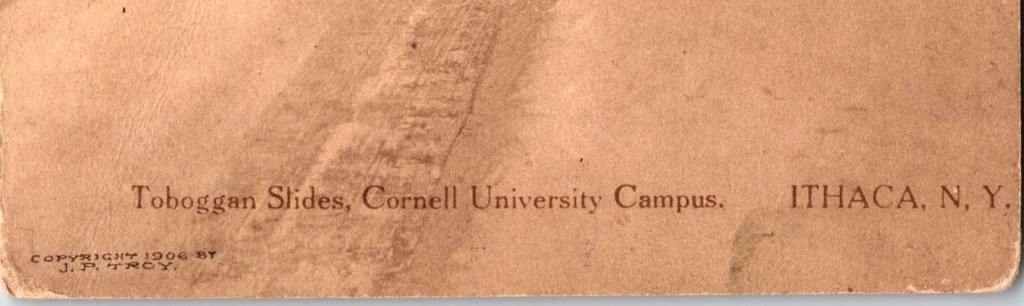 Toboggan Slides, Cornell University Campus. ITHACA, N, Y.
COPYRIGHT 1906 BY
J. P. TROY.